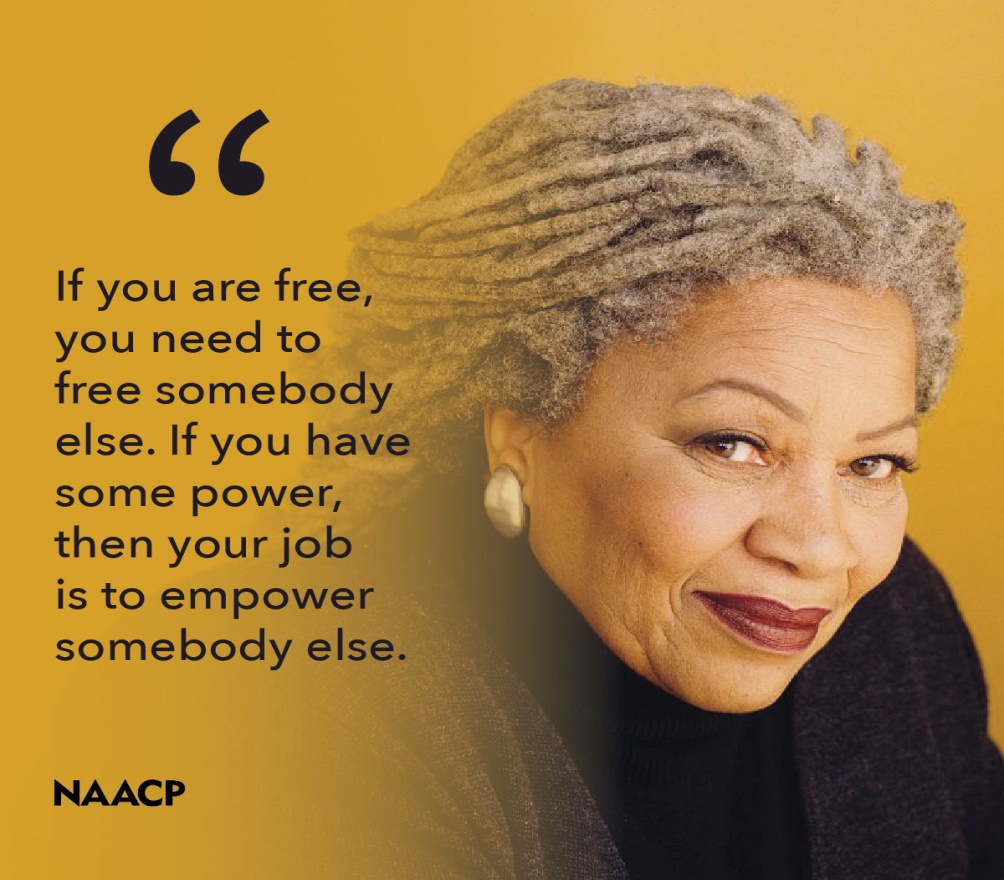 “
If you are free,
you need to
free somebody
else. If you have
some power,
then your job
is to empower
somebody else.
NAACP